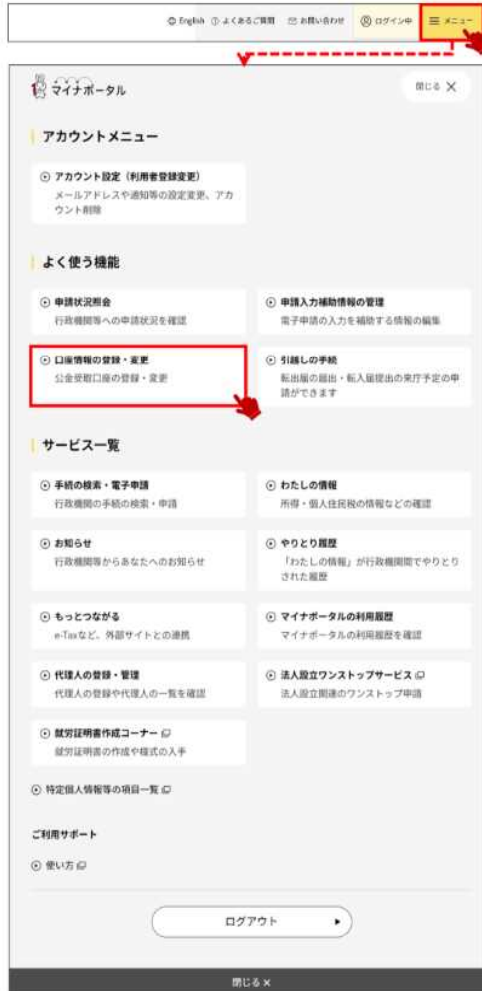 English よくあるご質問 お問い合わせ ログイン中 メニュー
マイナポータル
閉じる
アカウントメニュー
アカウント設定（利用者登録変更）
メールアドレスや通知等の設定変更、アカ
ウント削除
よく使う機能
申請状況照会
行政機関等への申請状況を確認
申請入力補助情報の管理
電子申請の入力を補助する情報の編集
口座情報の登録・変更
公金受取口座の登録・変更
引越しの手続
転出届の届出・転入届提出の来庁予定の申
請ができます
サービス一覧
手続の検索・電子申請
行政機関の手続の検索・申請
わたしの情報
所得・個人住民税の情報などの確認
お知らせ
行政機関等からあなたへのお知らせ
やりとり履歴
「わたしの情報」が行政機関間でやりとり
された履歴
もっとつながる
e-Taxなど、外部サイトとの連携
マイナポータルの利用履歴
マイナポータルの利用履歴を確認
代理人の登録・管理
代理人の登録や代理人の一覧を確認
法人設立ワンストップサービス
法人設立関連のワンストップ申請
就労証明書作成コーナー
就労証明書の作成や様式の入手
特定個人情報等の項目一覧
ご利用サポート
使い方
ログアウト
閉じる ×